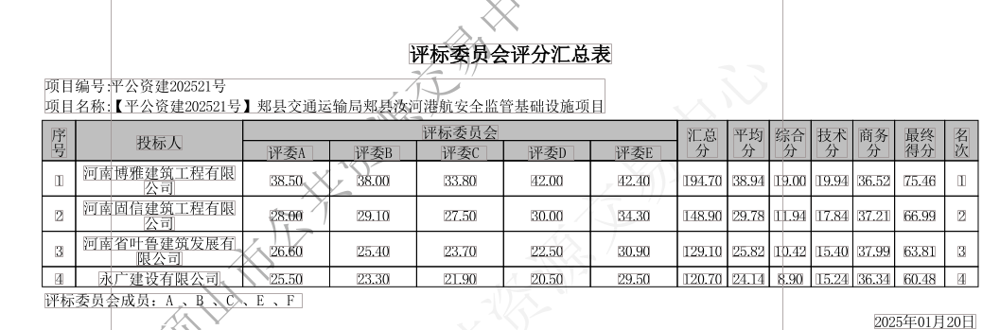 评标委员会评分汇总表
项目编号:平公资建202521号
项目名称:【平公资建202521号】郏县交通运输局郏县汝河港航安全监管基础设施项目
序号 投标人 评标委员会 汇总分 平均分 综合分 技术分 商务分 最终得分 名次
评委A 评委B 评委C 评委D 评委E
1 河南博雅建筑工程有限公司 38.50 38.00 33.80 42.00 42.40 194.70 38.94 19.00 19.94 36.52 75.46 1
2 河南固信建筑工程有限公司 28.00 29.10 27.50 30.00 34.30 148.90 29.78 11.94 17.84 37.21 66.99 2
3 河南省叶鲁建筑发展有限公司 26.60 25.40 23.70 22.50 30.90 129.10 25.82 10.42 15.40 37.99 63.81 3
4 永广建设有限公司 25.50 23.30 21.90 20.50 29.50 120.70 24.14 8.90 15.24 36.34 60.48 4
评标委员会成员: A 、B 、C 、E 、F
2025年01月20日